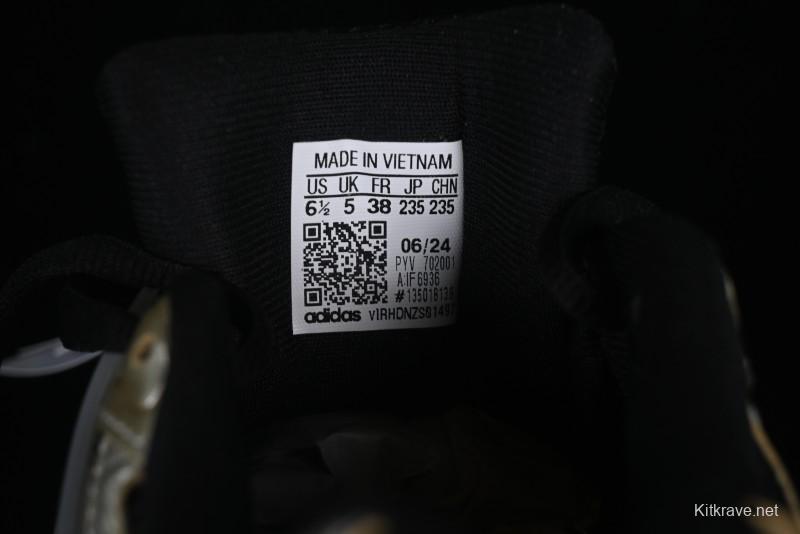 MADE IN VIETNAM
US UK FR JP CHN
6½ 5 38 235 235
06/24
PYV 702001
A:IF6936
adidas
Kitkrave.net